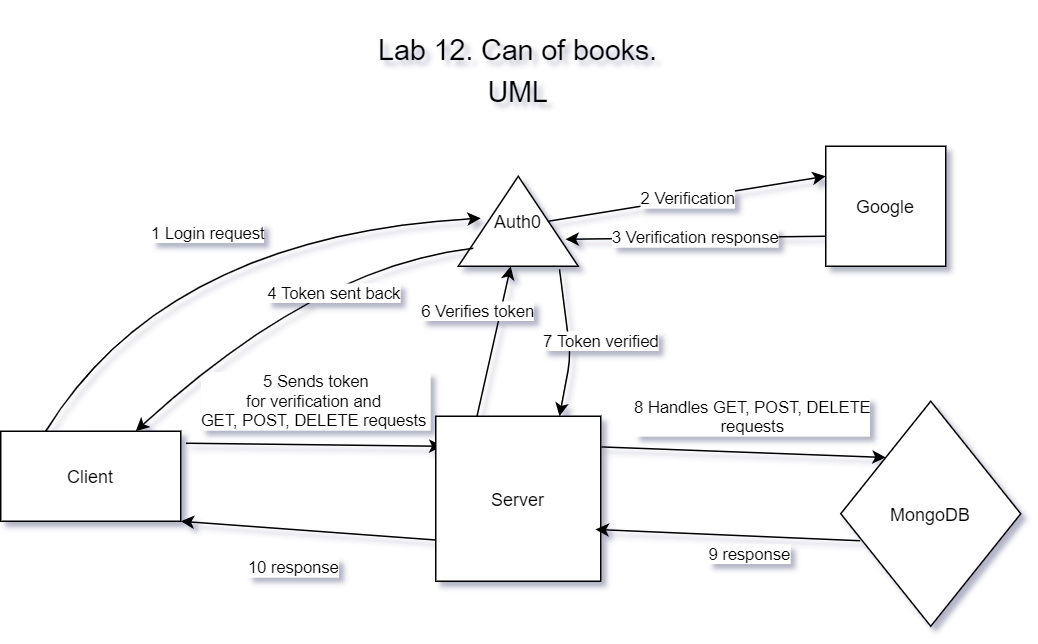 Lab 12. Can of books.
UML
Google
Auth0
2 Verification
3 Verification response
1 Login request
4 Token sent back
6 Verifies token
7 Token verified
5 Sends token
for verification and
GET, POST, DELETE requests
8 Handles GET, POST, DELETE
requests
Client
Server
MongoDB
9 response
10 response